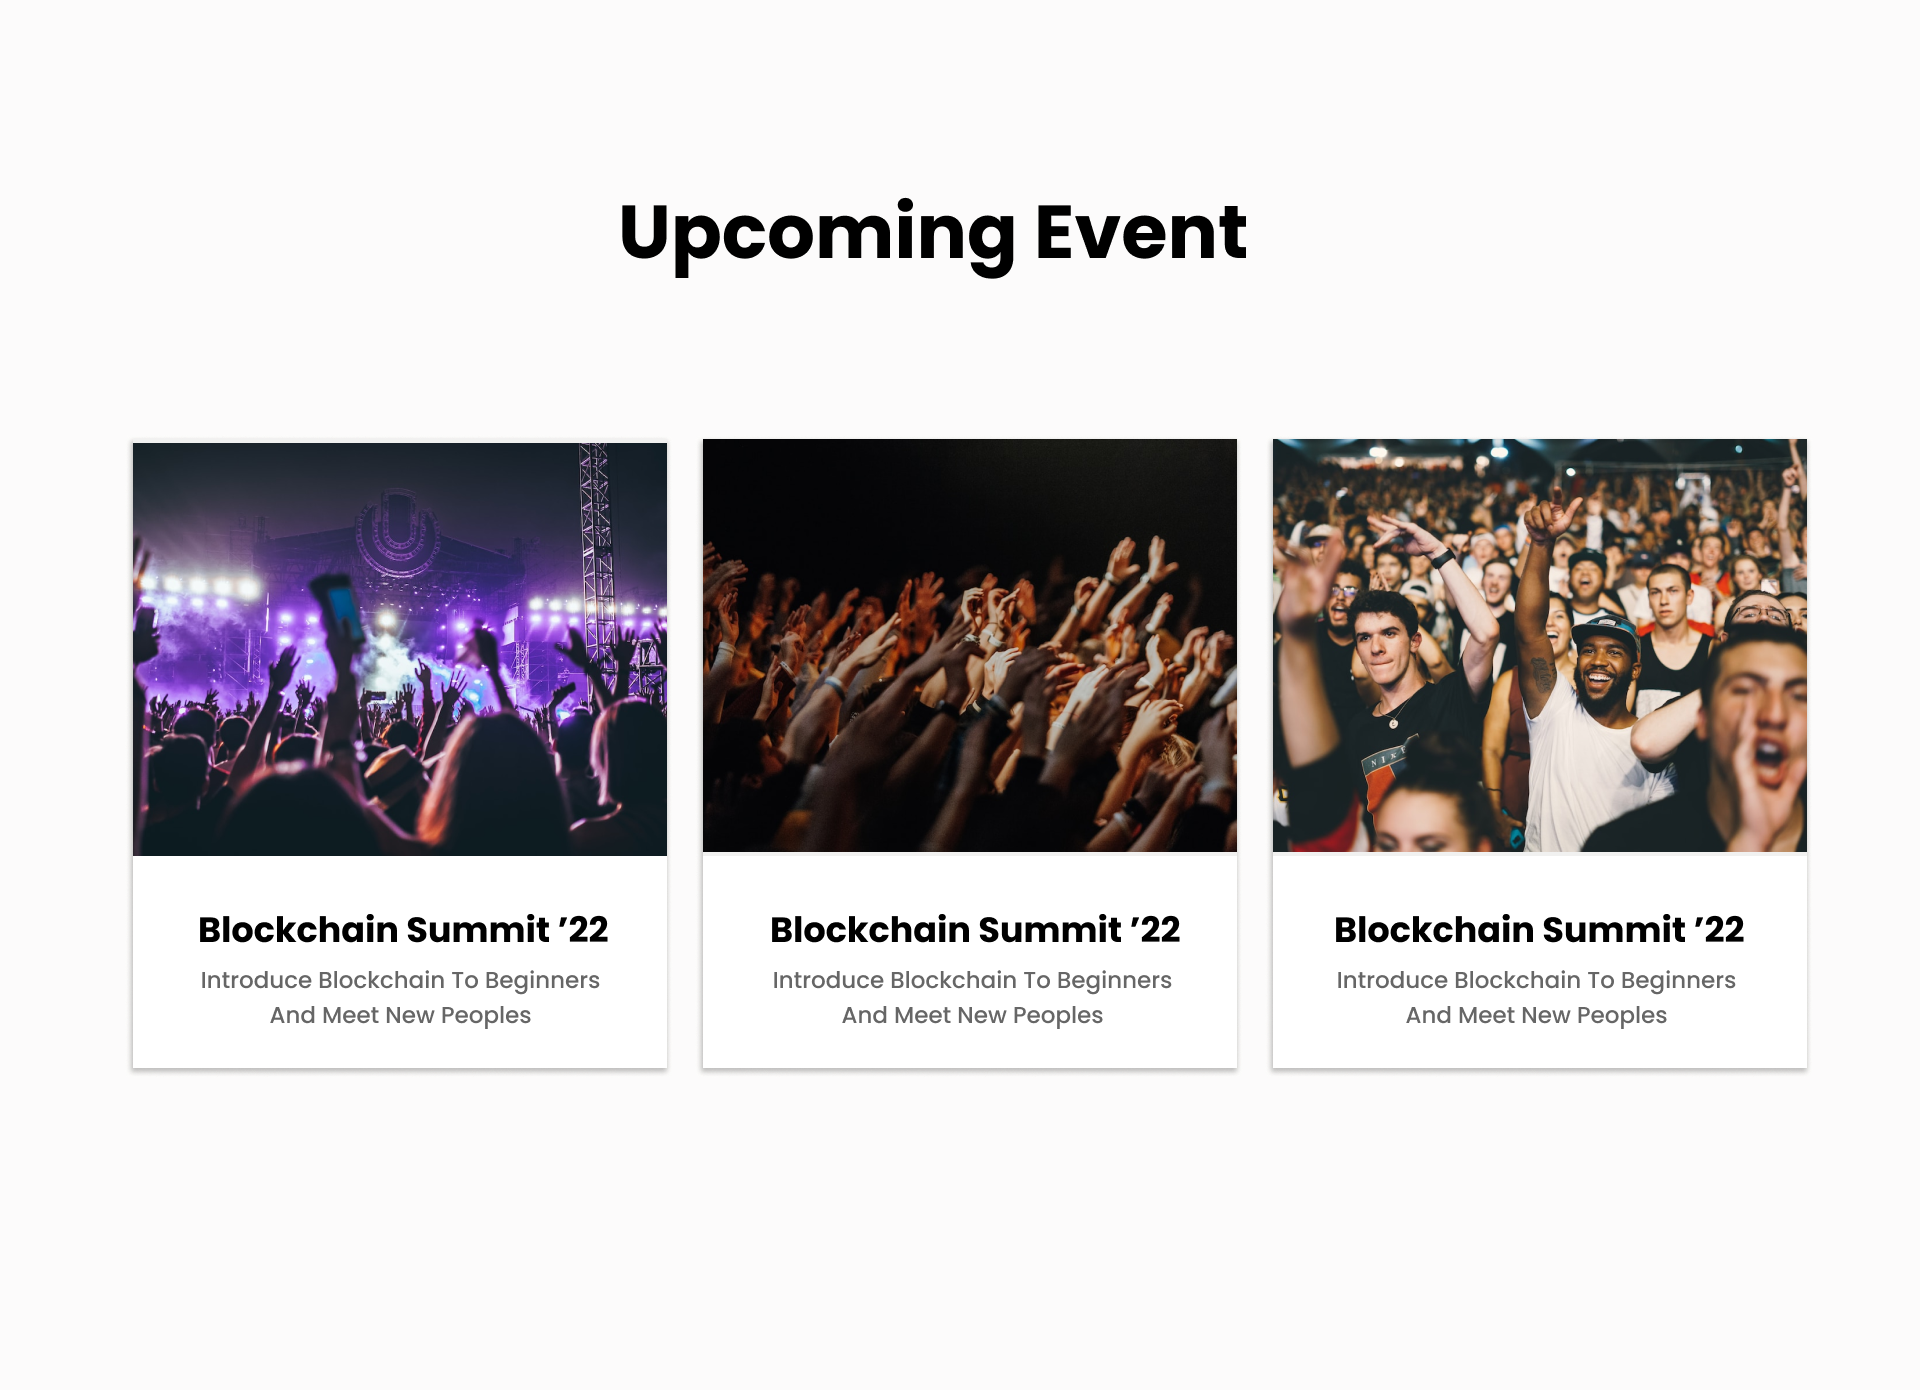 Upcoming Event
Blockchain Summit ’22
Introduce Blockchain To Beginners
And Meet New Peoples
Blockchain Summit ’22
Introduce Blockchain To Beginners
And Meet New Peoples
NIKE
Blockchain Summit ’22
Introduce Blockchain To Beginners
And Meet New Peoples